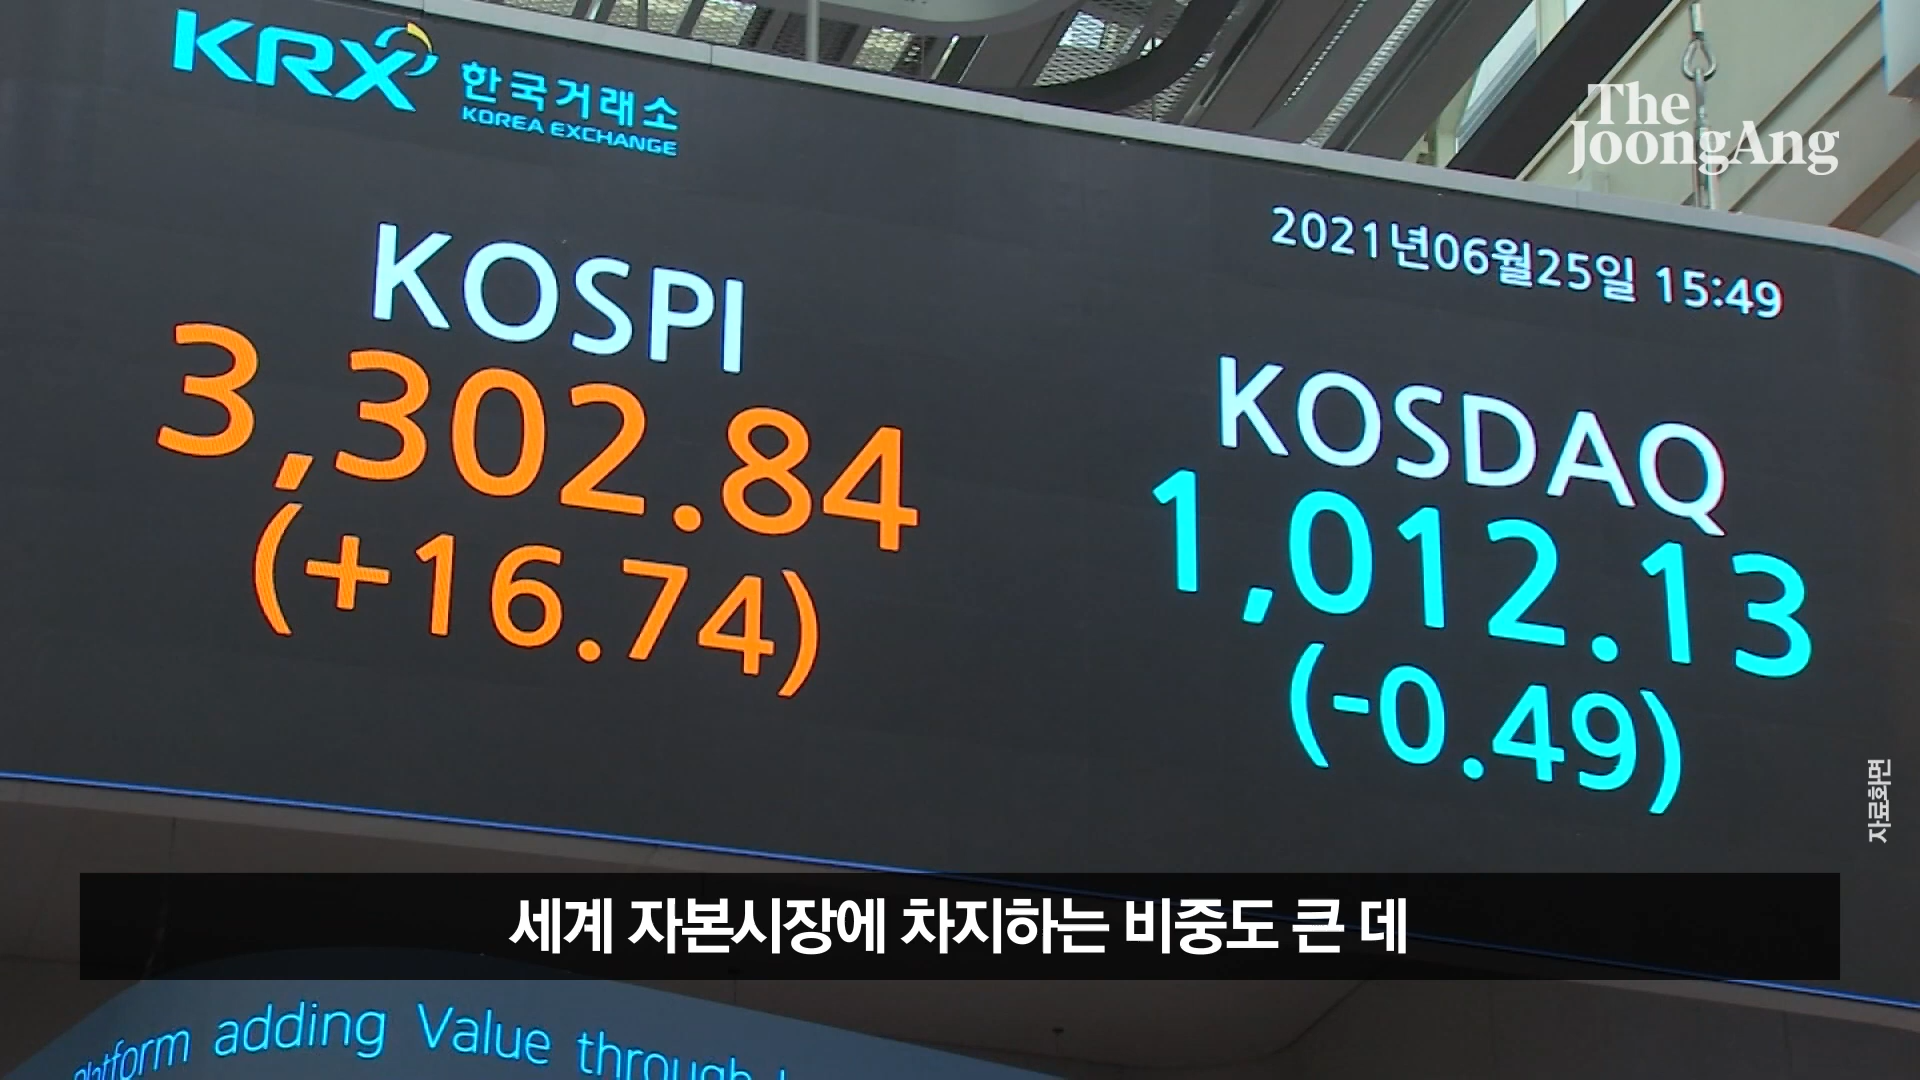 KRX 한국거래소
KOREA EXCHANGE
The
JoongAng
2021년06월25일 15:49
KOSPI
3,302.84
(+16.74)
KOSDAQ
1,012.13
(-0.49)
자료화면
세계 자본시장에 차지하는 비중도 큰 데
platform adding Value through